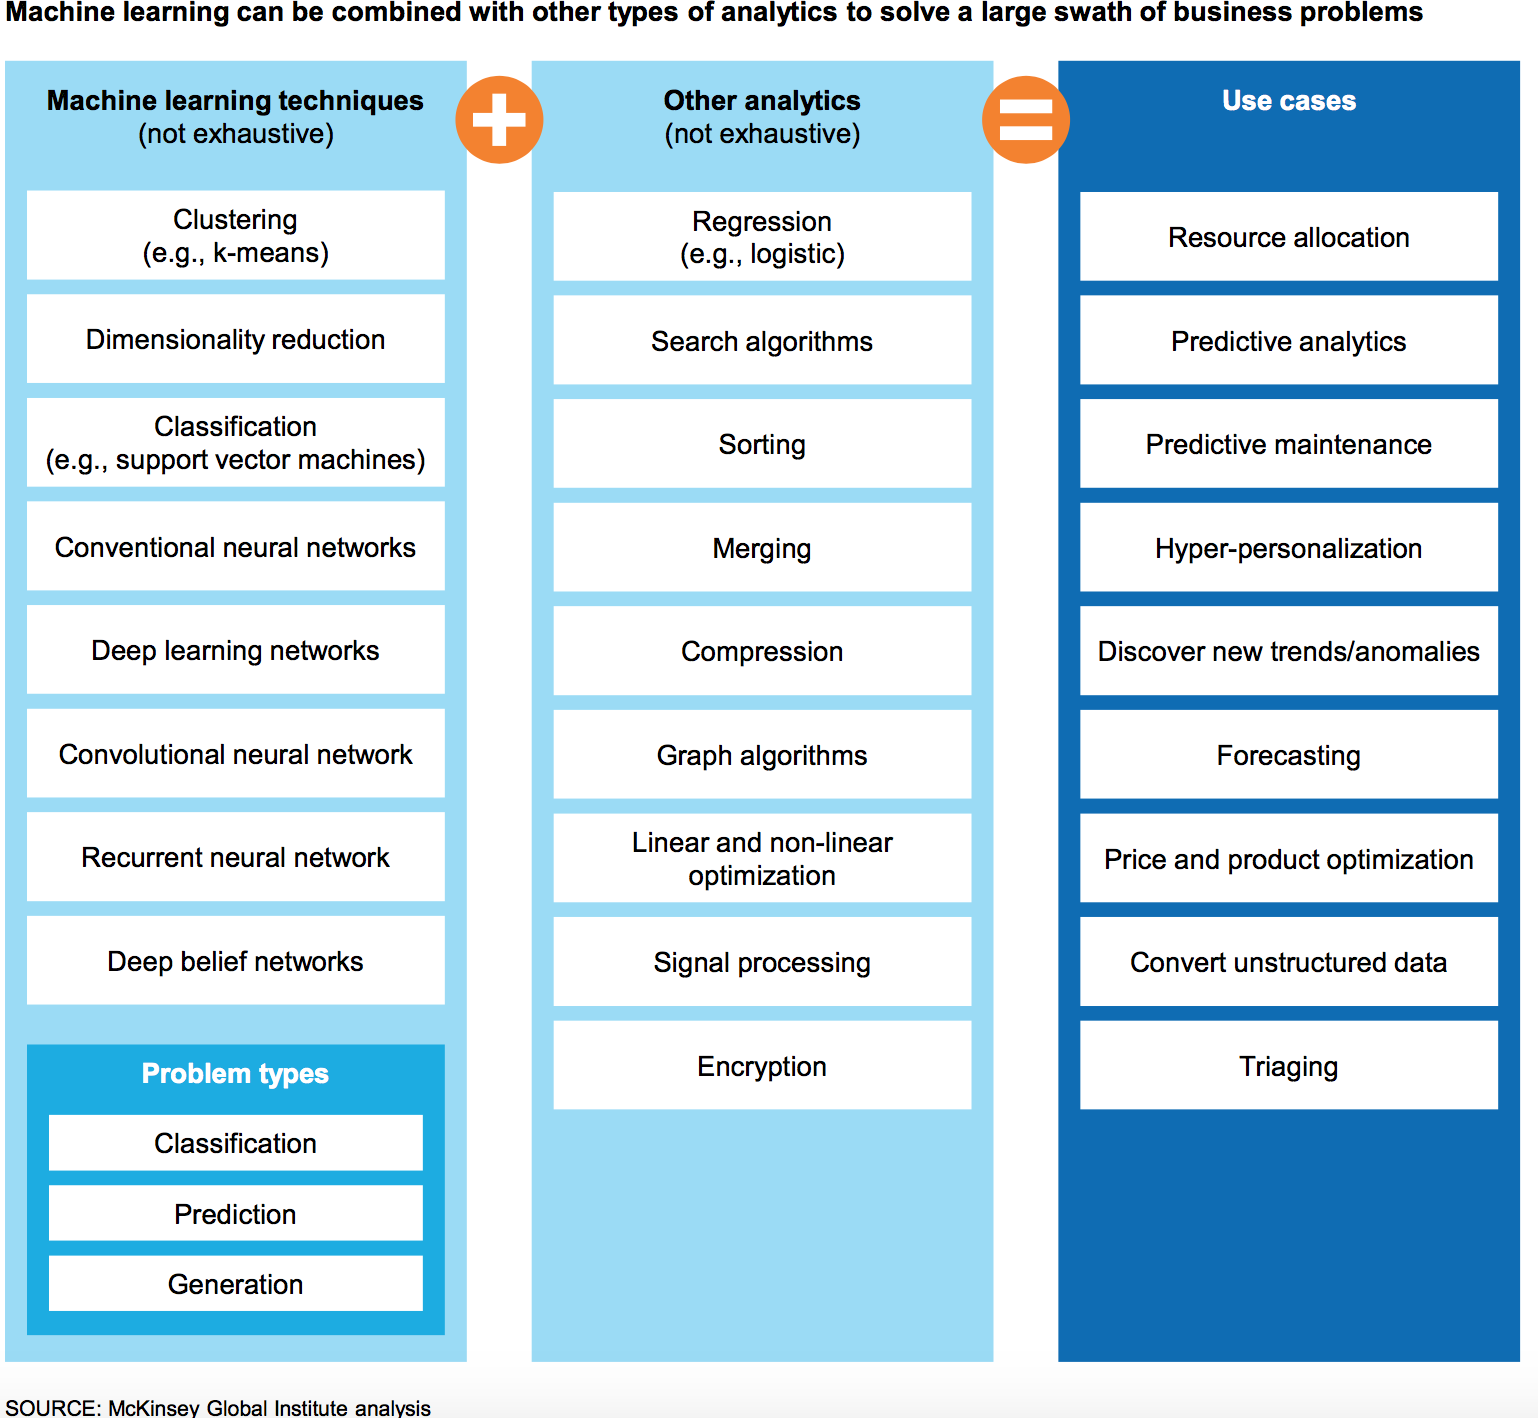 Machine learning can be combined with other types of analytics to solve a large swath of business problems
Machine learning techniques
(not exhaustive)
Clustering
(e.g., k-means)
Dimensionality reduction
Classification
(e.g., support vector machines)
Conventional neural networks
Deep learning networks
Convolutional neural network
Recurrent neural network
Deep belief networks
Problem types
Classification
Prediction
Generation
+
Other analytics
(not exhaustive)
Regression
(e.g., logistic)
Search algorithms
Sorting
Merging
Compression
Graph algorithms
Linear and non-linear
optimization
Signal processing
Encryption
=
Use cases
Resource allocation
Predictive analytics
Predictive maintenance
Hyper-personalization
Discover new trends/anomalies
Forecasting
Price and product optimization
Convert unstructured data
Triaging
SOURCE: McKinsey Global Institute analysis